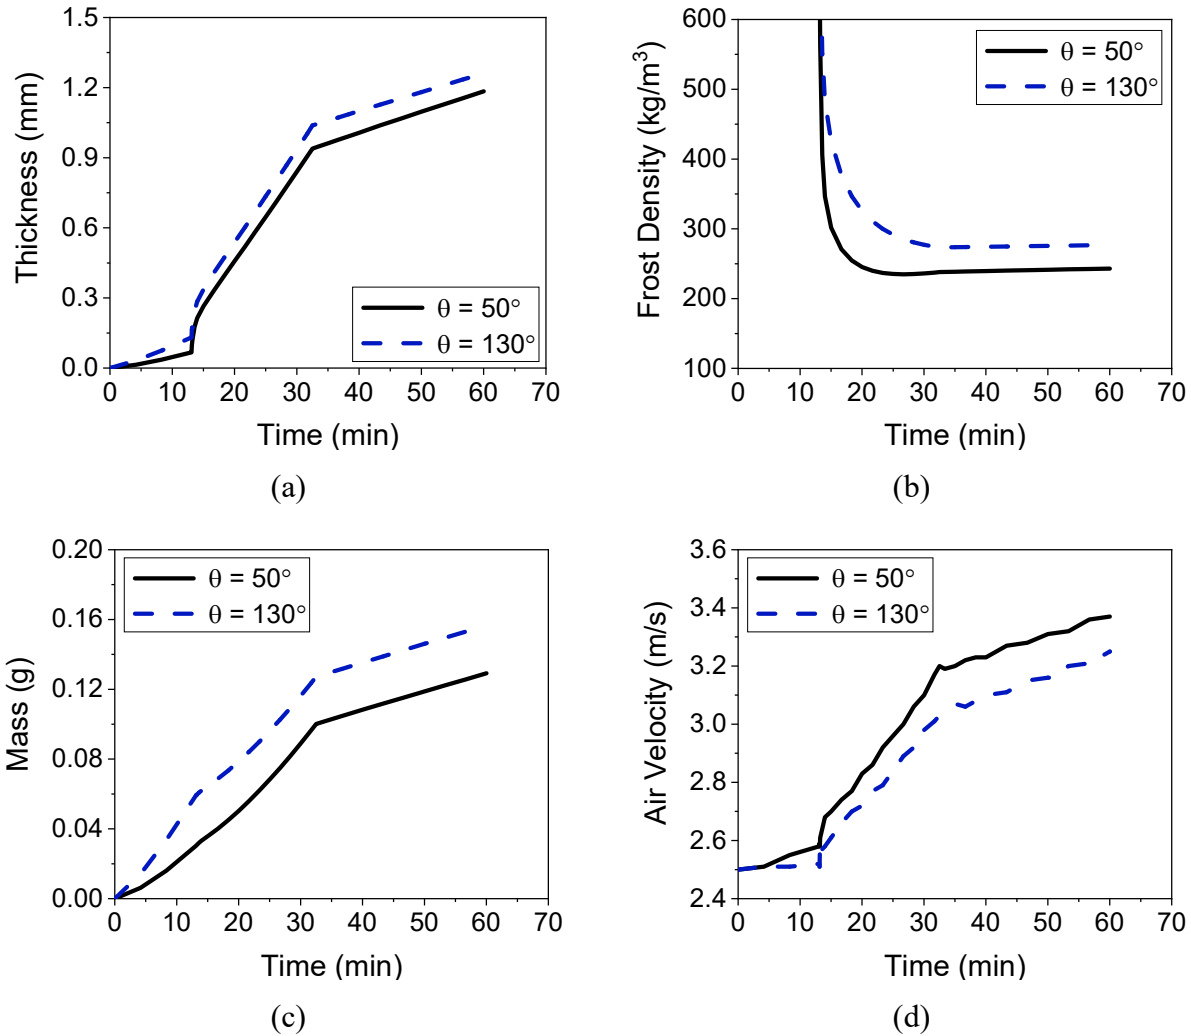 1.5
1.2
0.9
0.6
0.3
0.0
Thickness (mm)
θ = 50°
θ = 130°
0 10 20 30 40 50 60 70
Time (min)
(a)
600
500
400
300
200
100
Frost Density (kg/m³)
θ = 50°
θ = 130°
0 10 20 30 40 50 60 70
Time (min)
(b)
0.20
0.16
0.12
0.08
0.04
0.00
Mass (g)
θ = 50°
θ = 130°
0 10 20 30 40 50 60 70
Time (min)
(c)
3.6
3.4
3.2
3.0
2.8
2.6
2.4
Air Velocity (m/s)
θ = 50°
θ = 130°
0 10 20 30 40 50 60 70
Time (min)
(d)